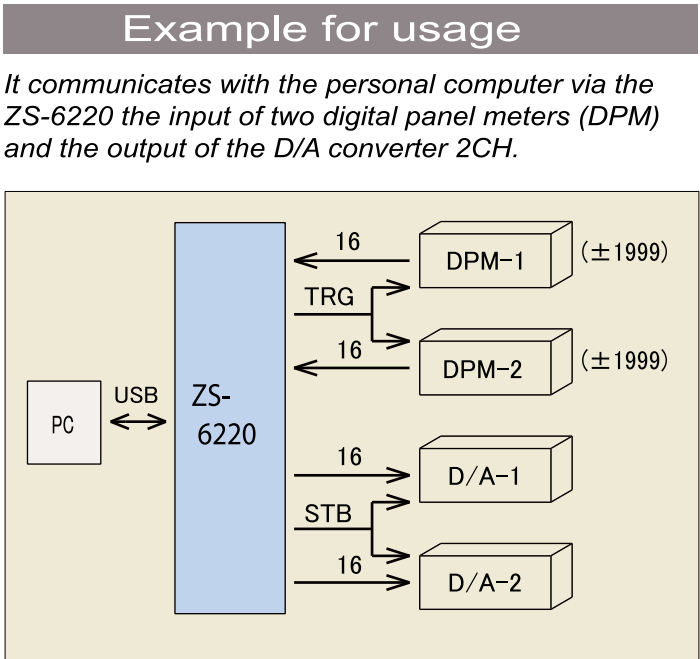 Example for usage
It communicates with the personal computer via the
ZS-6220 the input of two digital panel meters (DPM)
and the output of the D/A converter 2CH.
16
DPM-1
(±1999)
TRG
16
DPM-2
(±1999)
PC
USB
ZS-
6220
16
D/A-1
STB
16
D/A-2